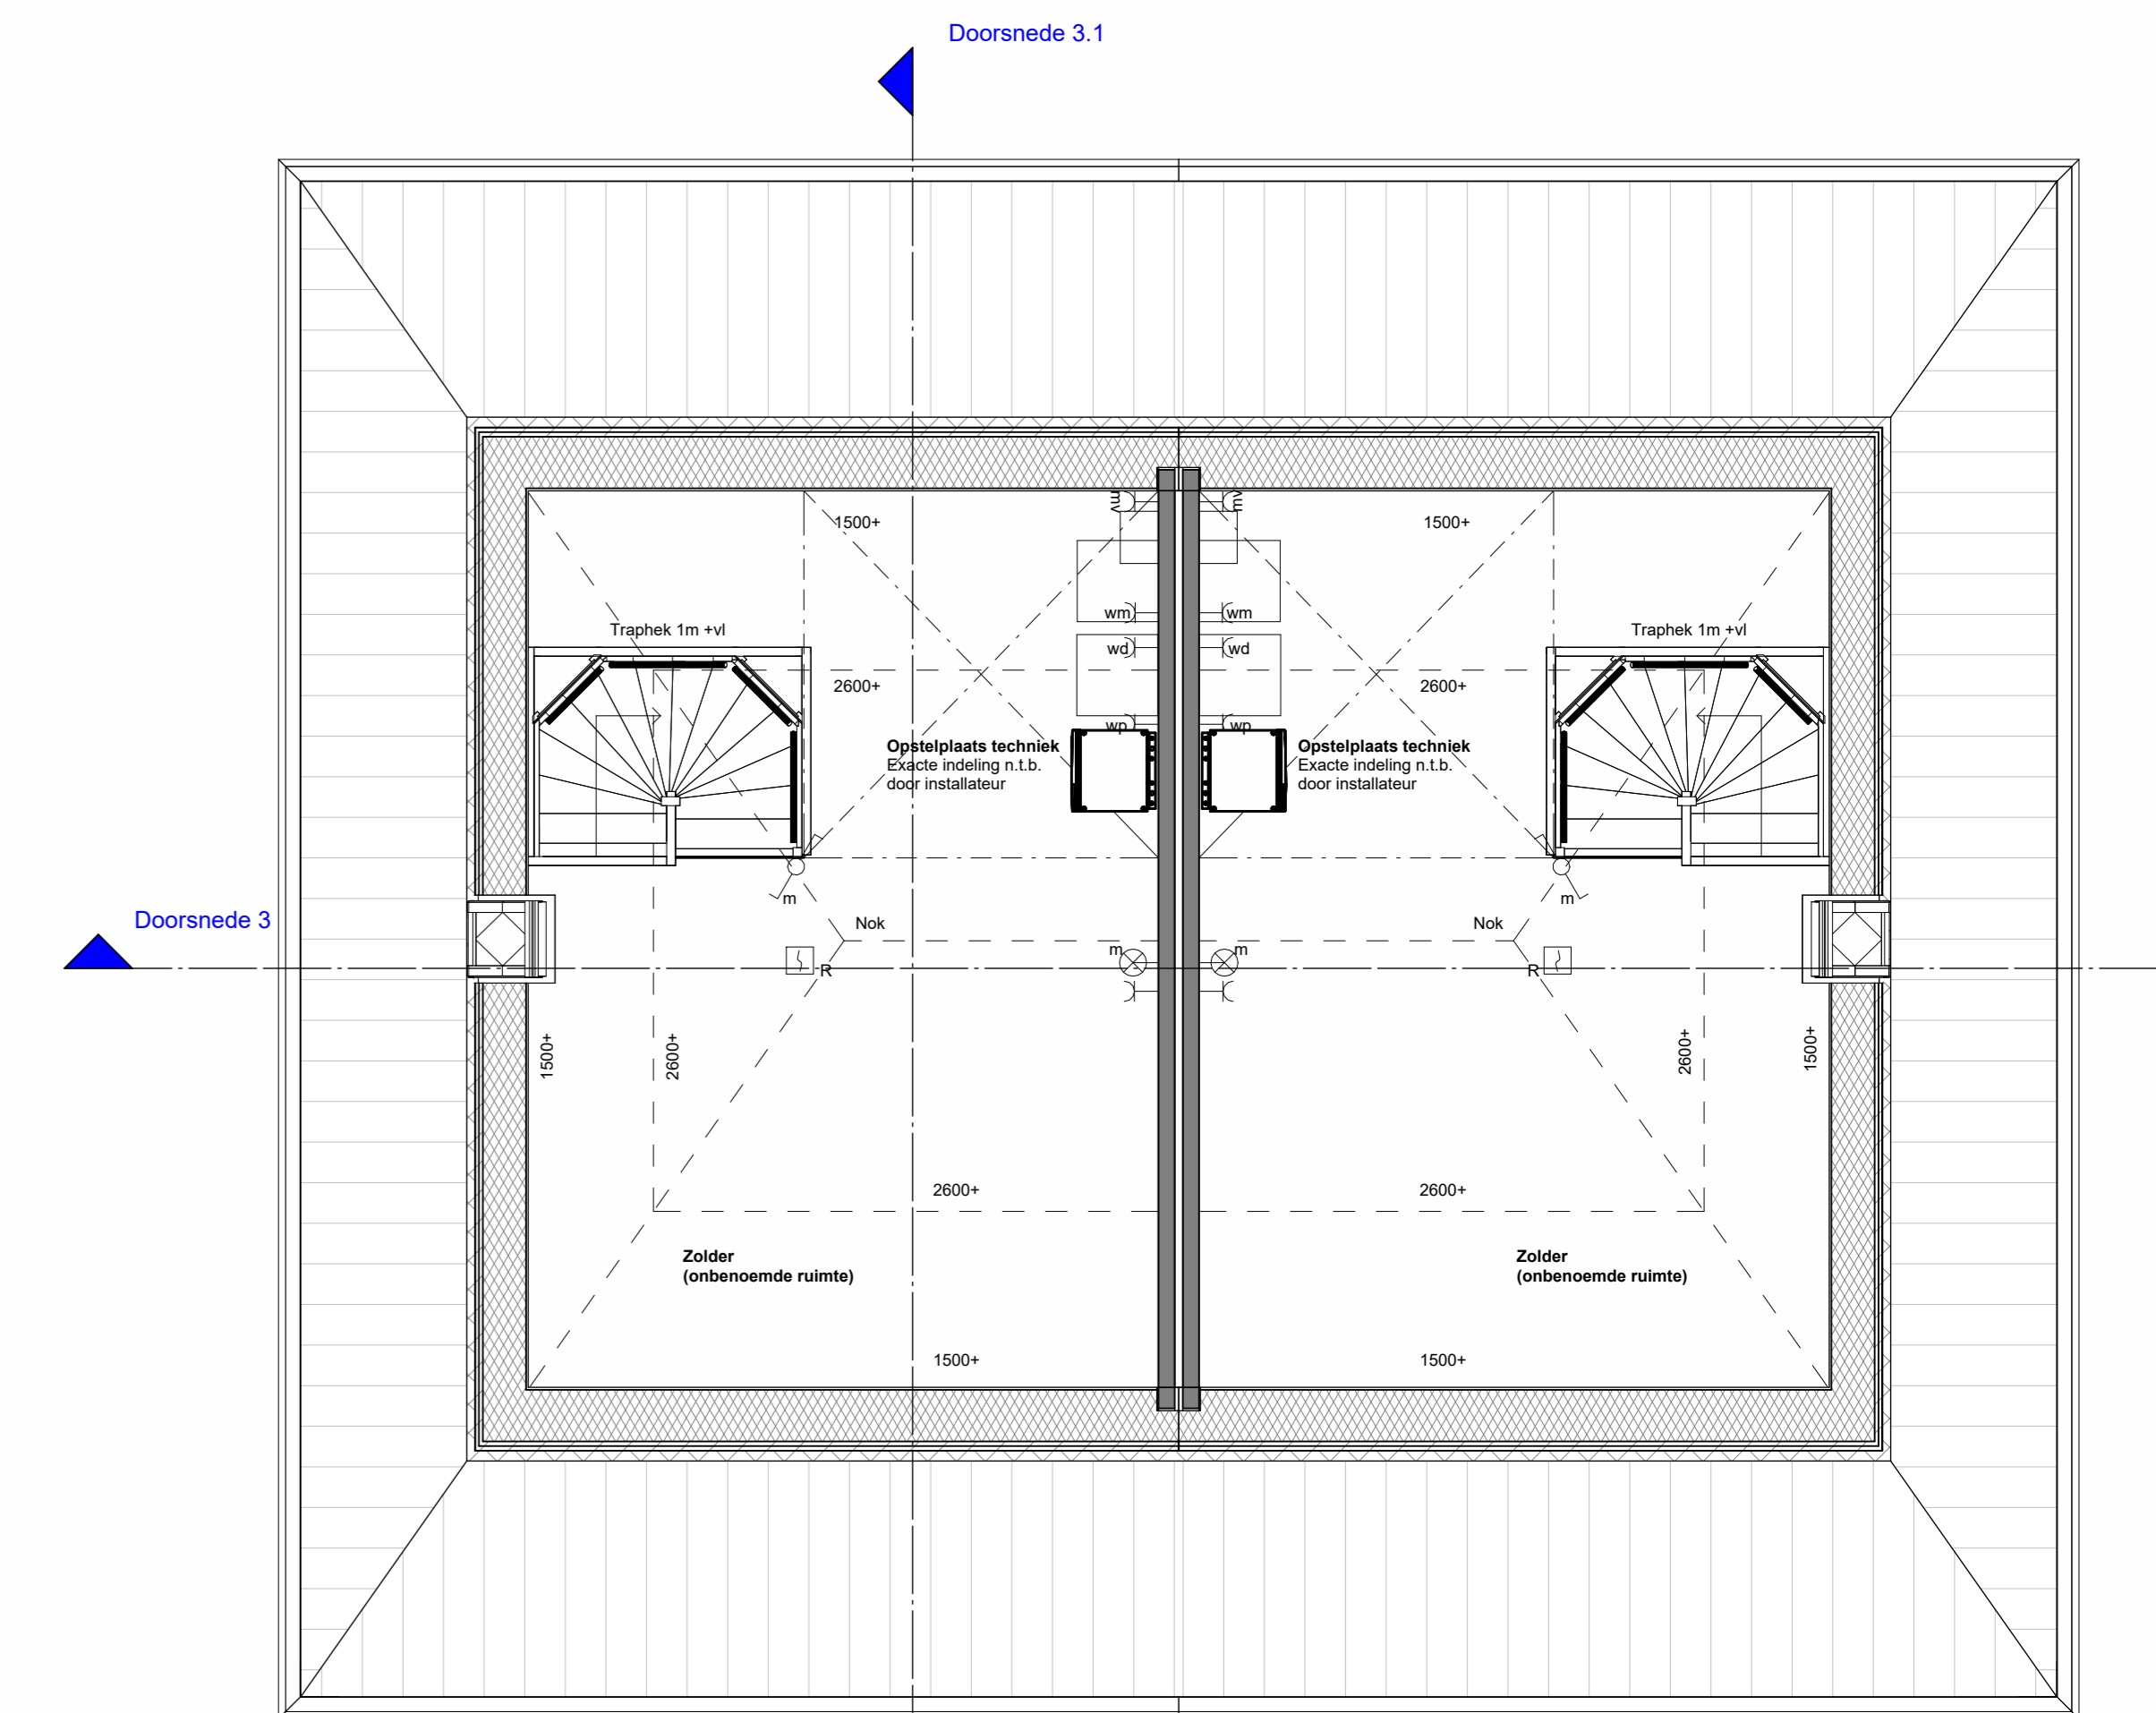 Doorsnede 3.1
1500+
1500+
mv
mv
wm
wm
Traphek 1m +vl
Traphek 1m +vl
wd
wd
2600+
2600+
wp
wp
Opstelplaats techniek
Exacte indeling n.t.b.
door installateur
Opstelplaats techniek
Exacte indeling n.t.b.
door installateur
m
m
Doorsnede 3
Nok
Nok
m
m
R
R
1500+
2600+
2600+
1500+
2600+
2600+
Zolder
(onbenoemde ruimte)
Zolder
(onbenoemde ruimte)
1500+
1500+